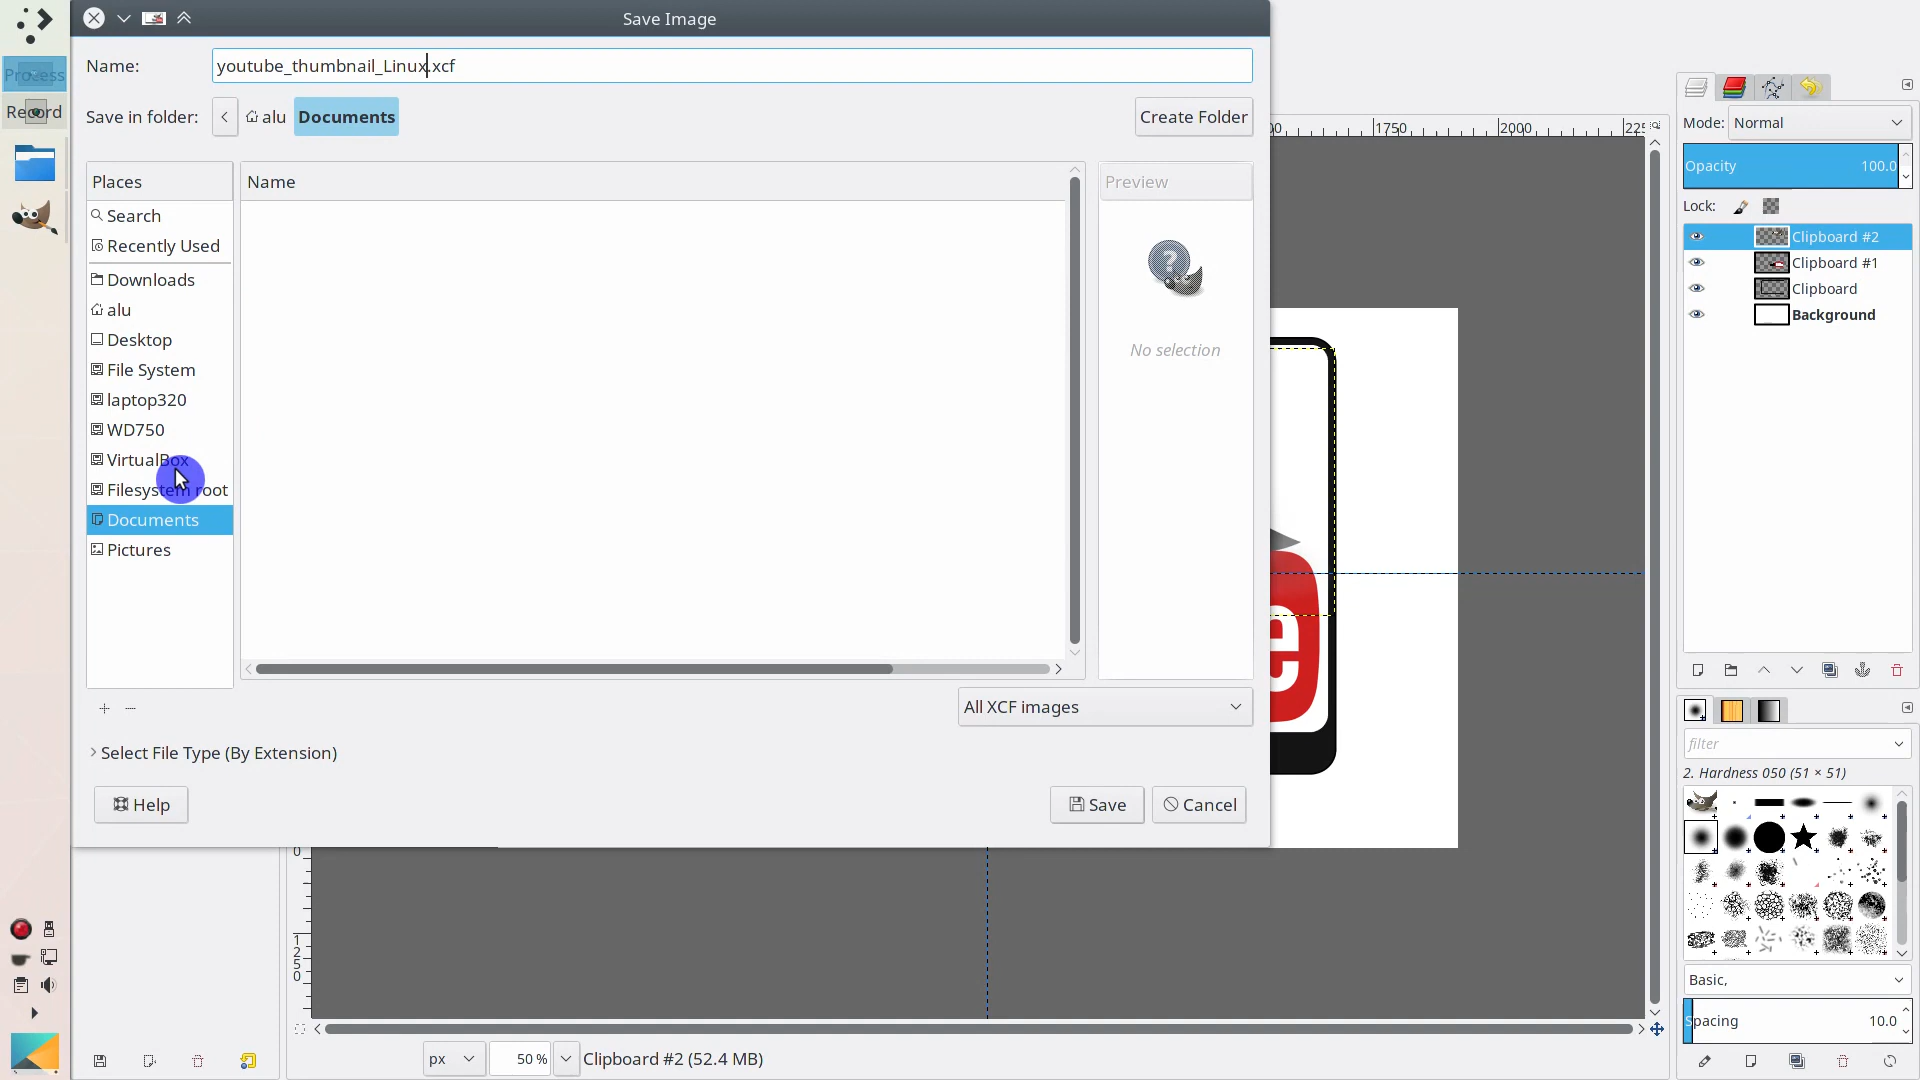 Save Image
Process
Record
Name:
youtube_thumbnail_Linux.xcf
Save in folder:
alu
Documents
Create Folder
Places
Search
Recently Used
Downloads
alu
Desktop
File System
laptop320
WD750
VirtualBox
Filesystem root
Documents
Pictures
Name
Preview
No selection
All XCF images
Select File Type (By Extension)
Help
Save
Cancel
1750
2000
Mode: Normal
Opacity 100.0
Lock:
Clipboard #2
Clipboard #1
Clipboard
Background
e
filter
2. Hardness 050 (51 × 51)
Basic,
Spacing 10.0
0
1250
px
50 %
Clipboard #2 (52.4 MB)